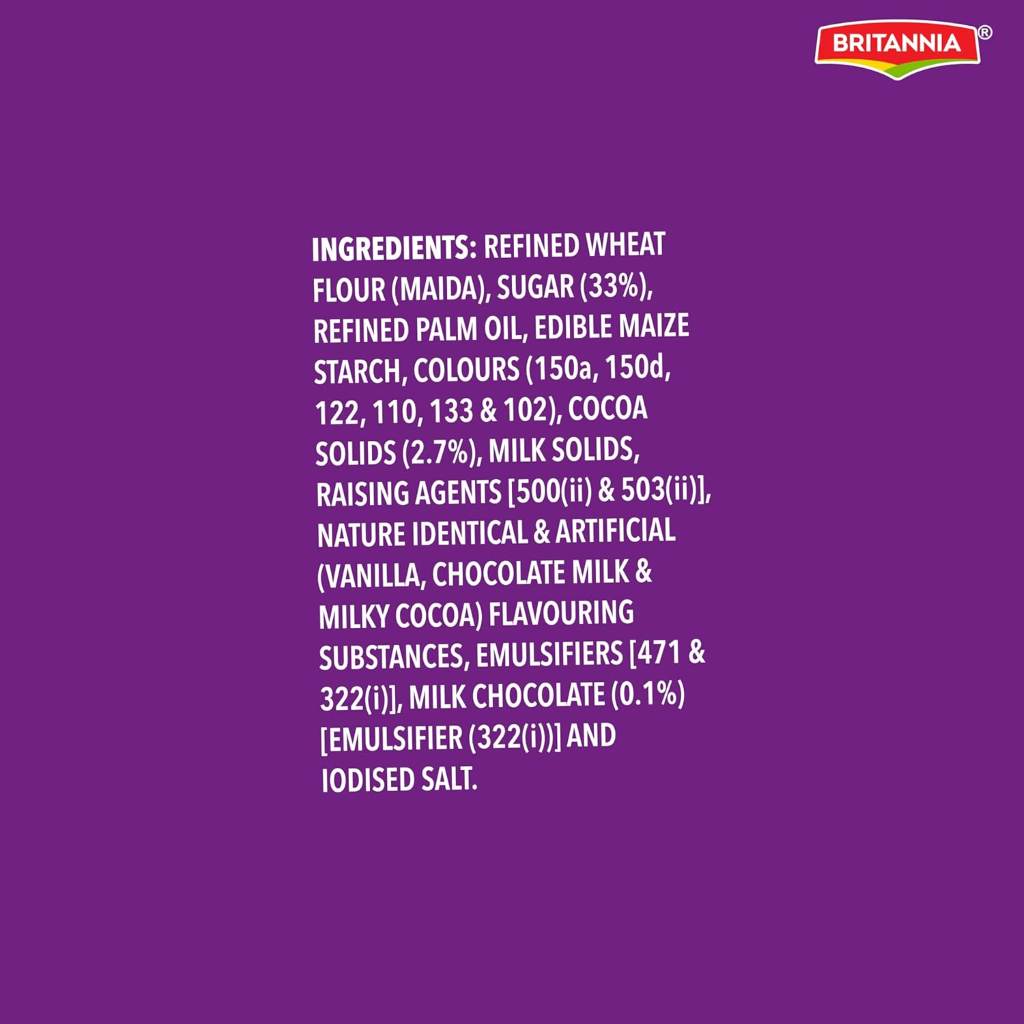 BRITANNIA®
INGREDIENTS: REFINED WHEAT
FLOUR (MAIDA), SUGAR (33%),
REFINED PALM OIL, EDIBLE MAIZE
STARCH, COLOURS (150a, 150d,
122, 110, 133 & 102), COCOA
SOLIDS (2.7%), MILK SOLIDS,
RAISING AGENTS [500(ii) & 503(ii)],
NATURE IDENTICAL & ARTIFICIAL
(VANILLA, CHOCOLATE MILK &
MILKY COCOA) FLAVOURING
SUBSTANCES, EMULSIFIERS [471 &
322(i)], MILK CHOCOLATE (0.1%)
[EMULSIFIER (322(i))] AND
IODISED SALT.